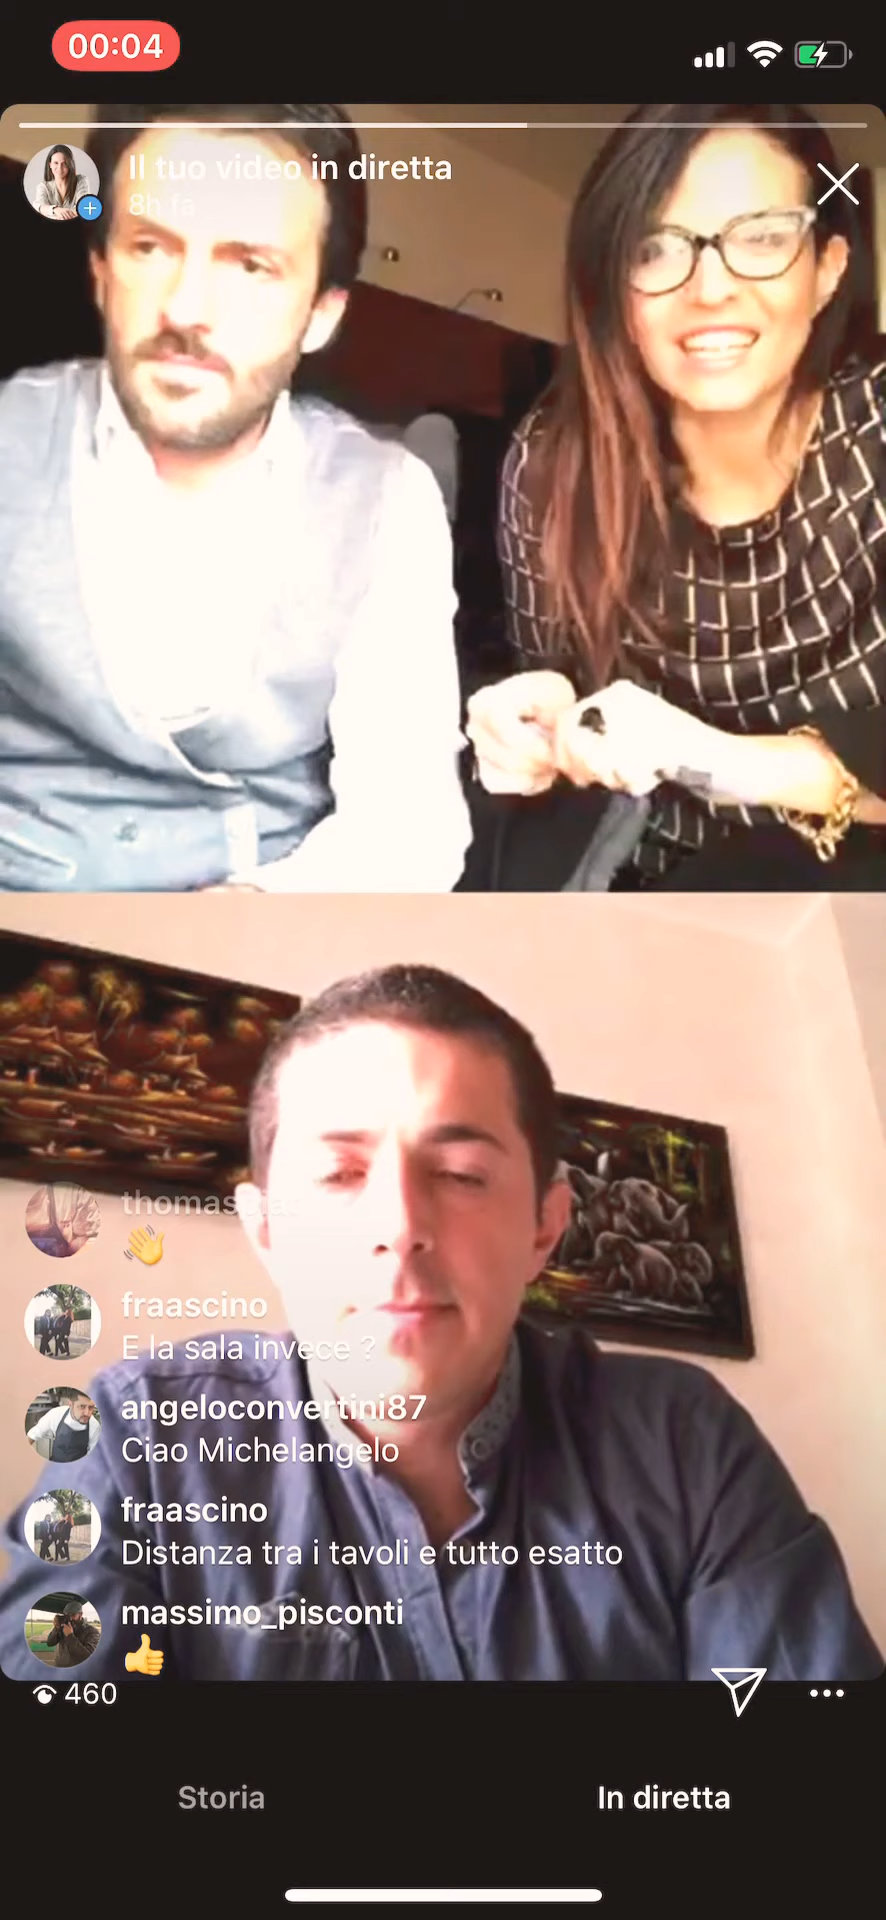 00:04
Il tuo video in diretta
8h fa
fraascino
E la sala invece ?
angeloconvertini87
Ciao Michelangelo
fraascino
Distanza tra i tavoli e tutto esatto
massimo_pisconti
460
Storia
In diretta